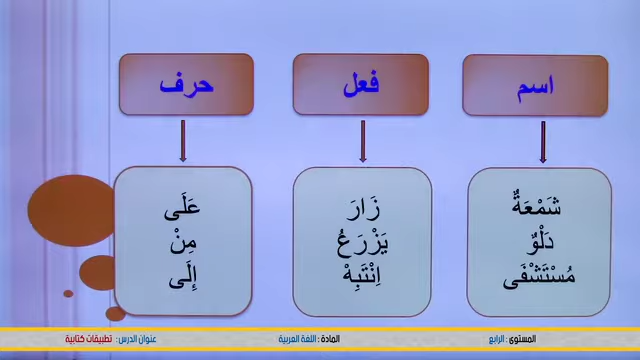 اسم
فعل
حرف
شَمْعَةٌ
دَلْوٌ
مُسْتَشْفَى
زَارَ
يَزْرَعُ
اِنْتَبِهْ
عَلَى
مِنْ
إِلَى
المستوى : الرابع
المادة : اللغة العربية
عنوان الدرس : تطبيقات كتابية